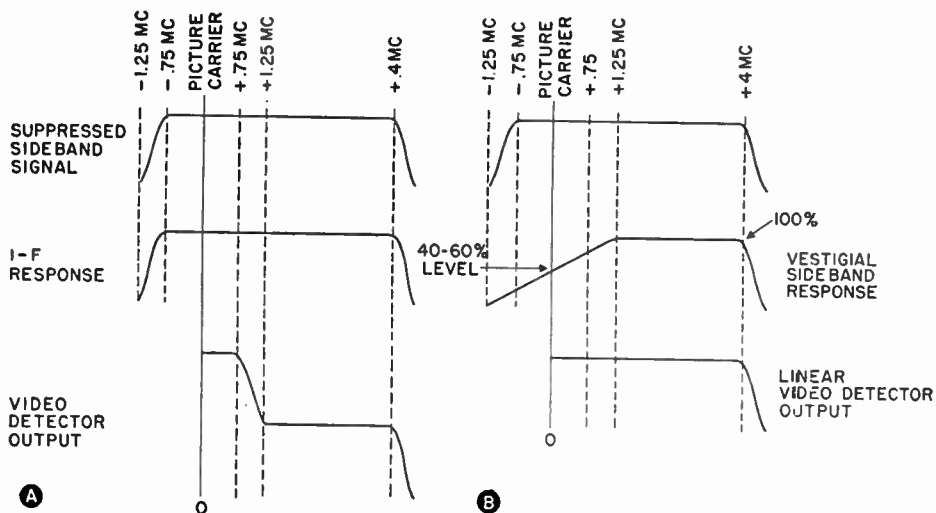 -1.25 MC
-.75 MC
PICTURE
CARRIER
+.75 MC
+1.25 MC
+.4 MC
SUPPRESSED
SIDEBAND
SIGNAL
I-F
RESPONSE
VIDEO
DETECTOR
OUTPUT
0
A
-1.25 MC
-.75 MC
PICTURE
CARRIER
+.75
+1.25 MC
+4 MC
40-60%
LEVEL
100%
VESTIGIAL
SIDEBAND
RESPONSE
LINEAR
VIDEO DETECTOR
OUTPUT
0
B